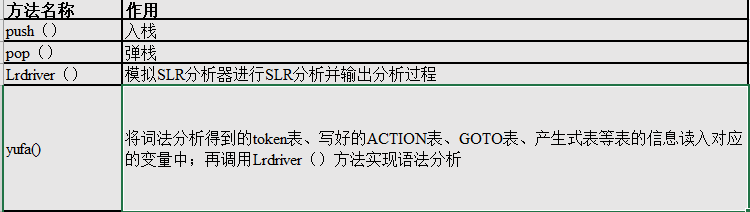 方法名称 作用
push（） 入栈
pop（） 弹栈
Lrdriver（） 模拟SLR分析器进行SLR分析并输出分析过程
yufa() 将词法分析得到的token表、写好的ACTION表、GOTO表、产生式表等表的信息读入对应
的变量中；再调用Lrdriver（）方法实现语法分析